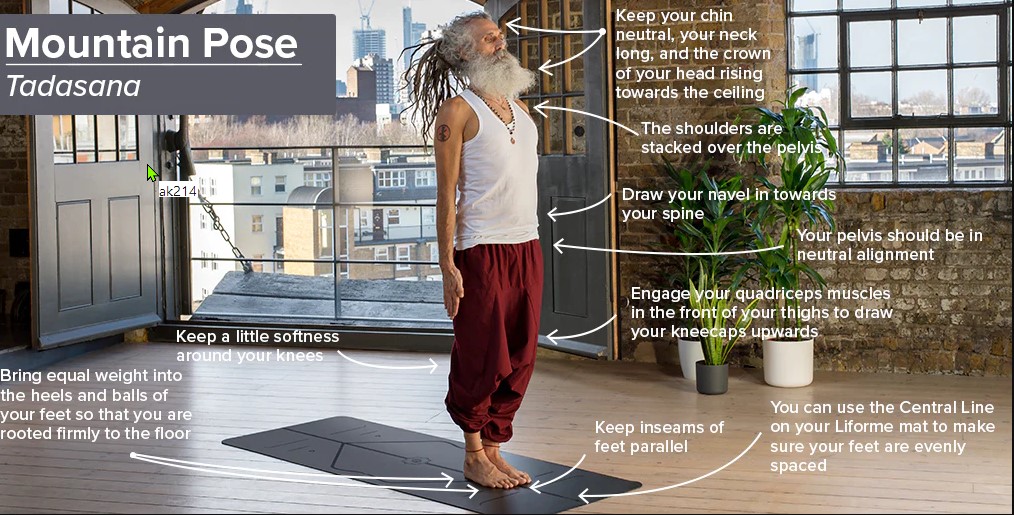 Mountain Pose
Tadasana
Keep your chin
neutral, your neck
long, and the crown
of your head rising
towards the ceiling
The shoulders are
stacked over the pelvis
ak214
Draw your navel in towards
your spine
Your pelvis should be in
neutral alignment
Engage your quadriceps muscles
in the front of your thighs to draw
your kneecaps upwards
Keep a little softness
around your knees
Bring equal weight into
the heels and balls of
your feet so that you are
rooted firmly to the floor
Keep inseams of
feet parallel
You can use the Central Line
on your Liforme mat to make
sure your feet are evenly
spaced